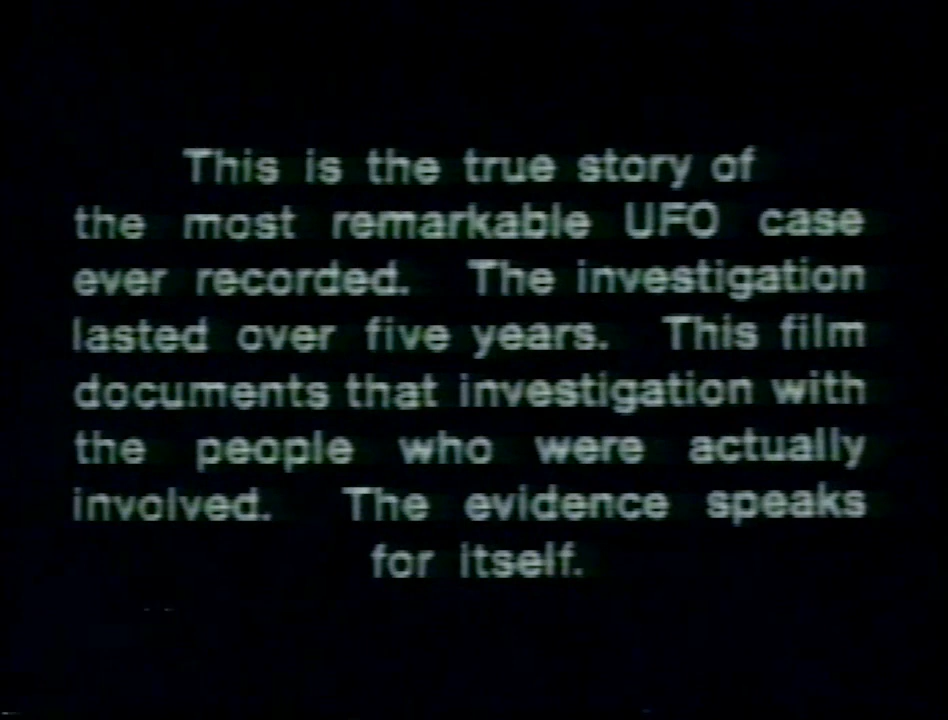 This is the true story of
the most remarkable UFO case
ever recorded. The investigation
lasted over five years. This film
documents that investigation with
the people who were actually
involved. The evidence speaks
for itself.